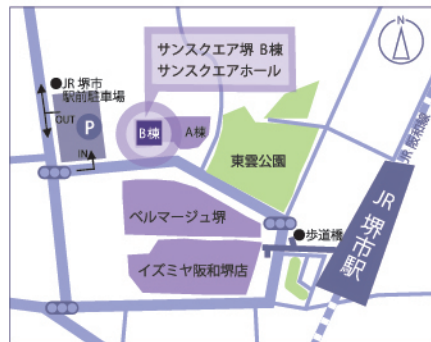 サンスクエア堺 B棟
サンスクエアホール
N
●JR 堺市
駅前駐車場
OUT
P
IN
B棟
A棟
東雲公園
JR 阪和線
JR 堺市駅
ベルマージュ堺
●歩道橋
イズミヤ阪和堺店